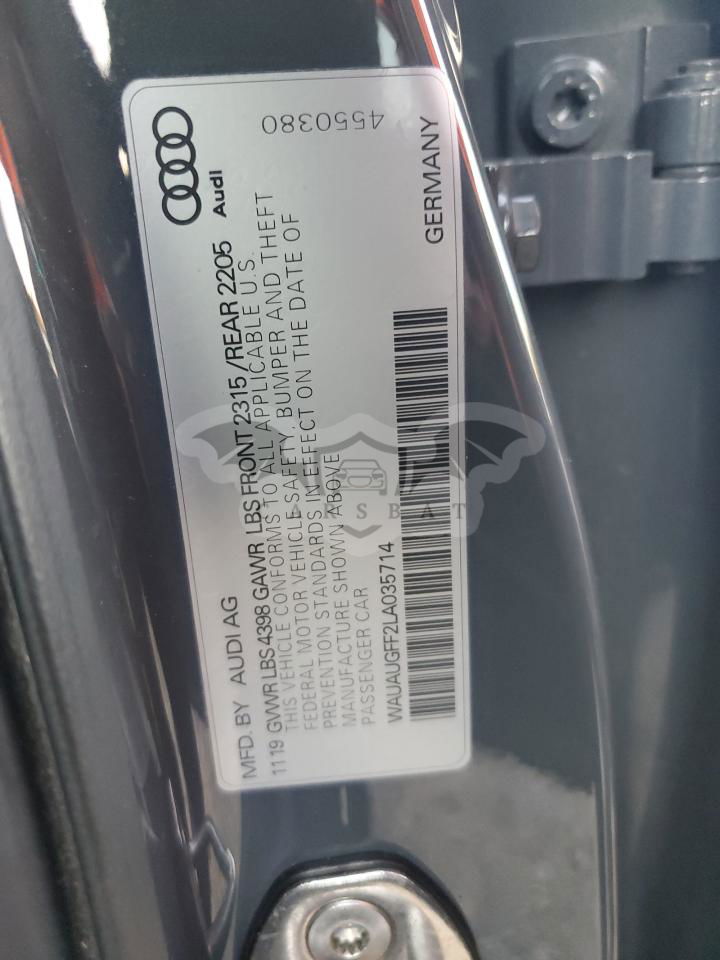 MFD. BY AUDI AG
Audi
4550380
11 19 GVWR LBS 4398 GAWR LBS FRONT 2315 / REAR 2205
THIS VEHICLE CONFORMS TO ALL APPLICABLE U.S.
FEDERAL MOTOR VEHICLE SAFETY, BUMPER AND THEFT
PREVENTION STANDARDS IN EFFECT ON THE DATE OF
MANUFACTURE SHOWN ABOVE
PASSENGER CAR
WAUAUGFF2LA035714
GERMANY